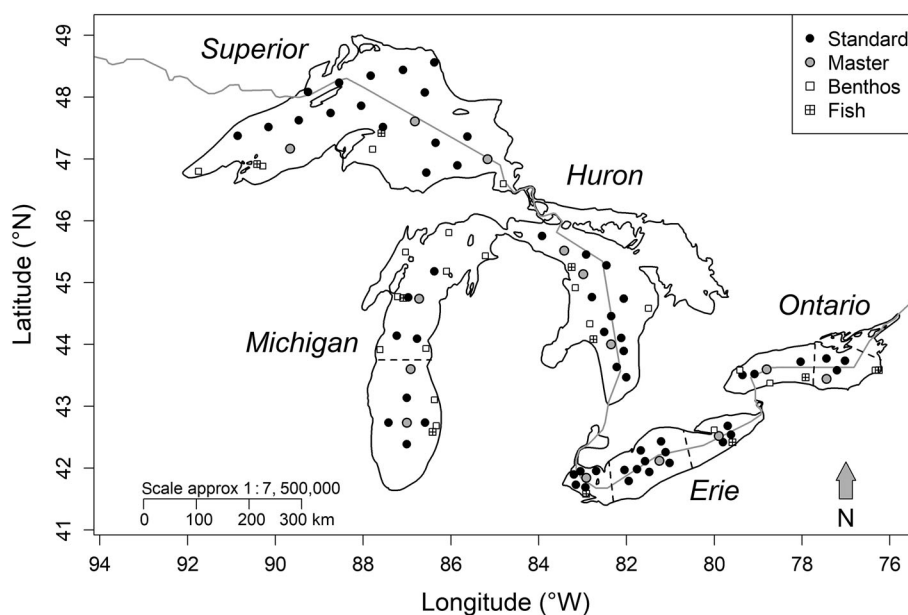 Superior
Huron
Michigan
Ontario
Erie
Standard
Master
Benthos
Fish
Scale approx 1:7,500,000
0 100 200 300 km
N
49
48
47
46
45
44
43
42
41
Latitude (°N)
94 92 90 88 86 84 82 80 78 76
Longitude (°W)